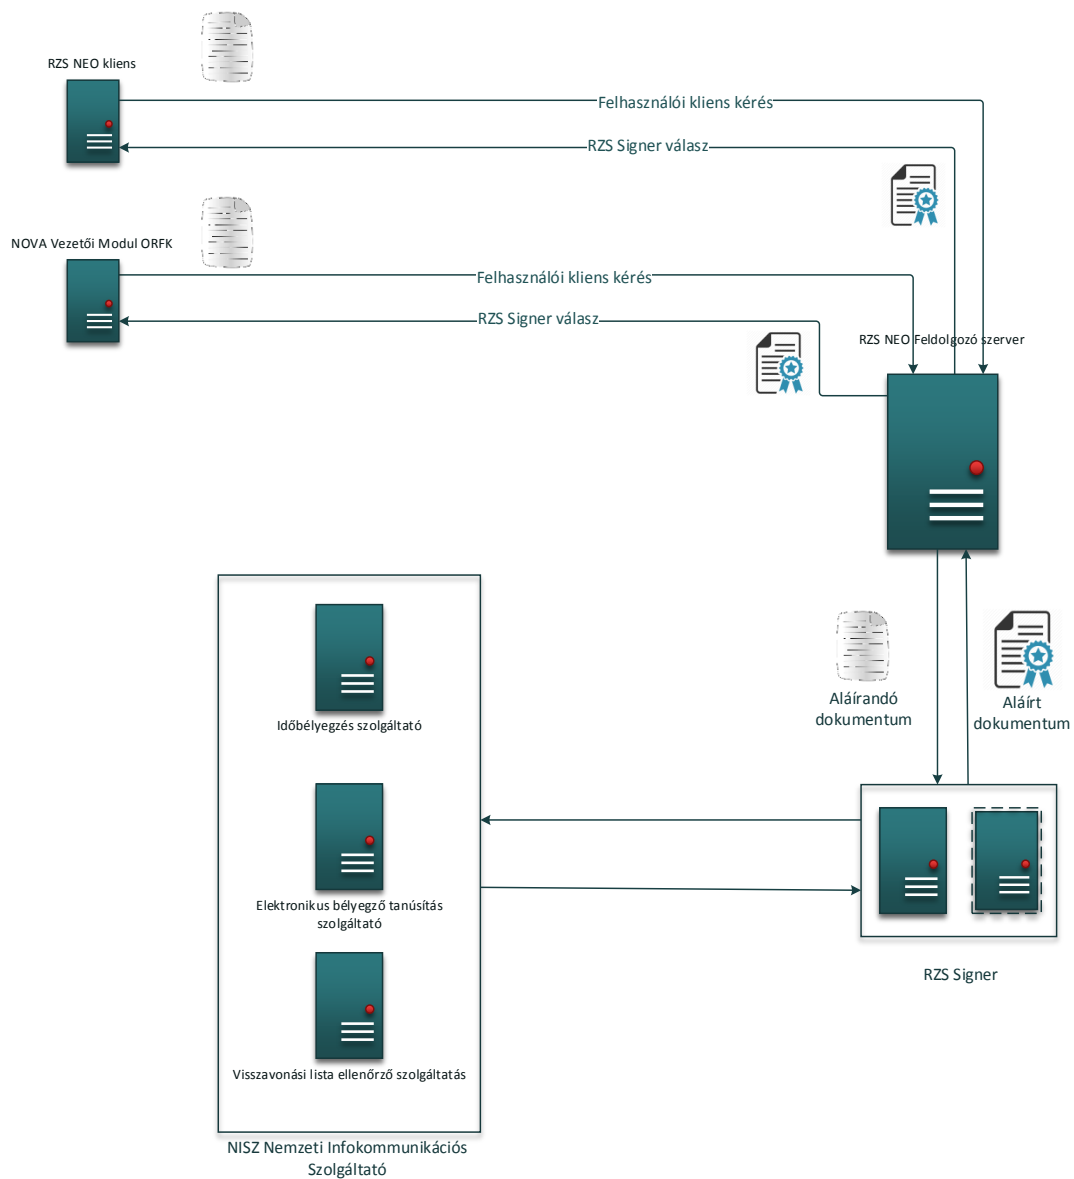 RZS NEO kliens
Felhasználói kliens kérés
RZS Signer válasz
NOVA Vezetői Modul ORFK
Felhasználói kliens kérés
RZS Signer válasz
RZS NEO Feldolgozó szerver
Aláírandó
dokumentum
Aláírt
dokumentum
Időbélyegzés szolgáltató
Elektronikus bélyegző tanúsítás
szolgáltató
RZS Signer
Visszavonási lista ellenőrző szolgáltatás
NISZ Nemzeti Infokommunikációs
Szolgáltató